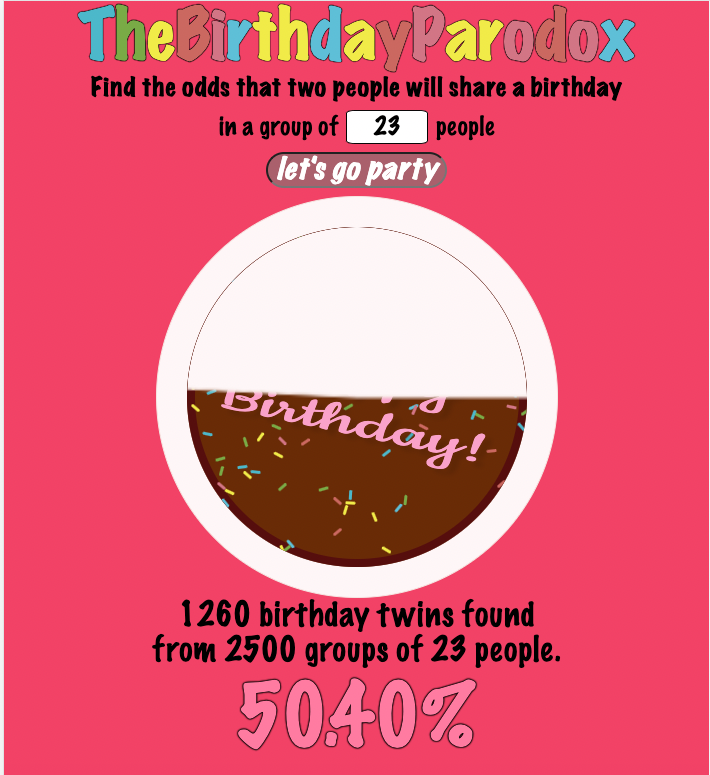 TheBirthdayParodox
Find the odds that two people will share a birthday
in a group of 23 people
let's go party
Birthday!
1260 birthday twins found
from 2500 groups of 23 people.
50.40%